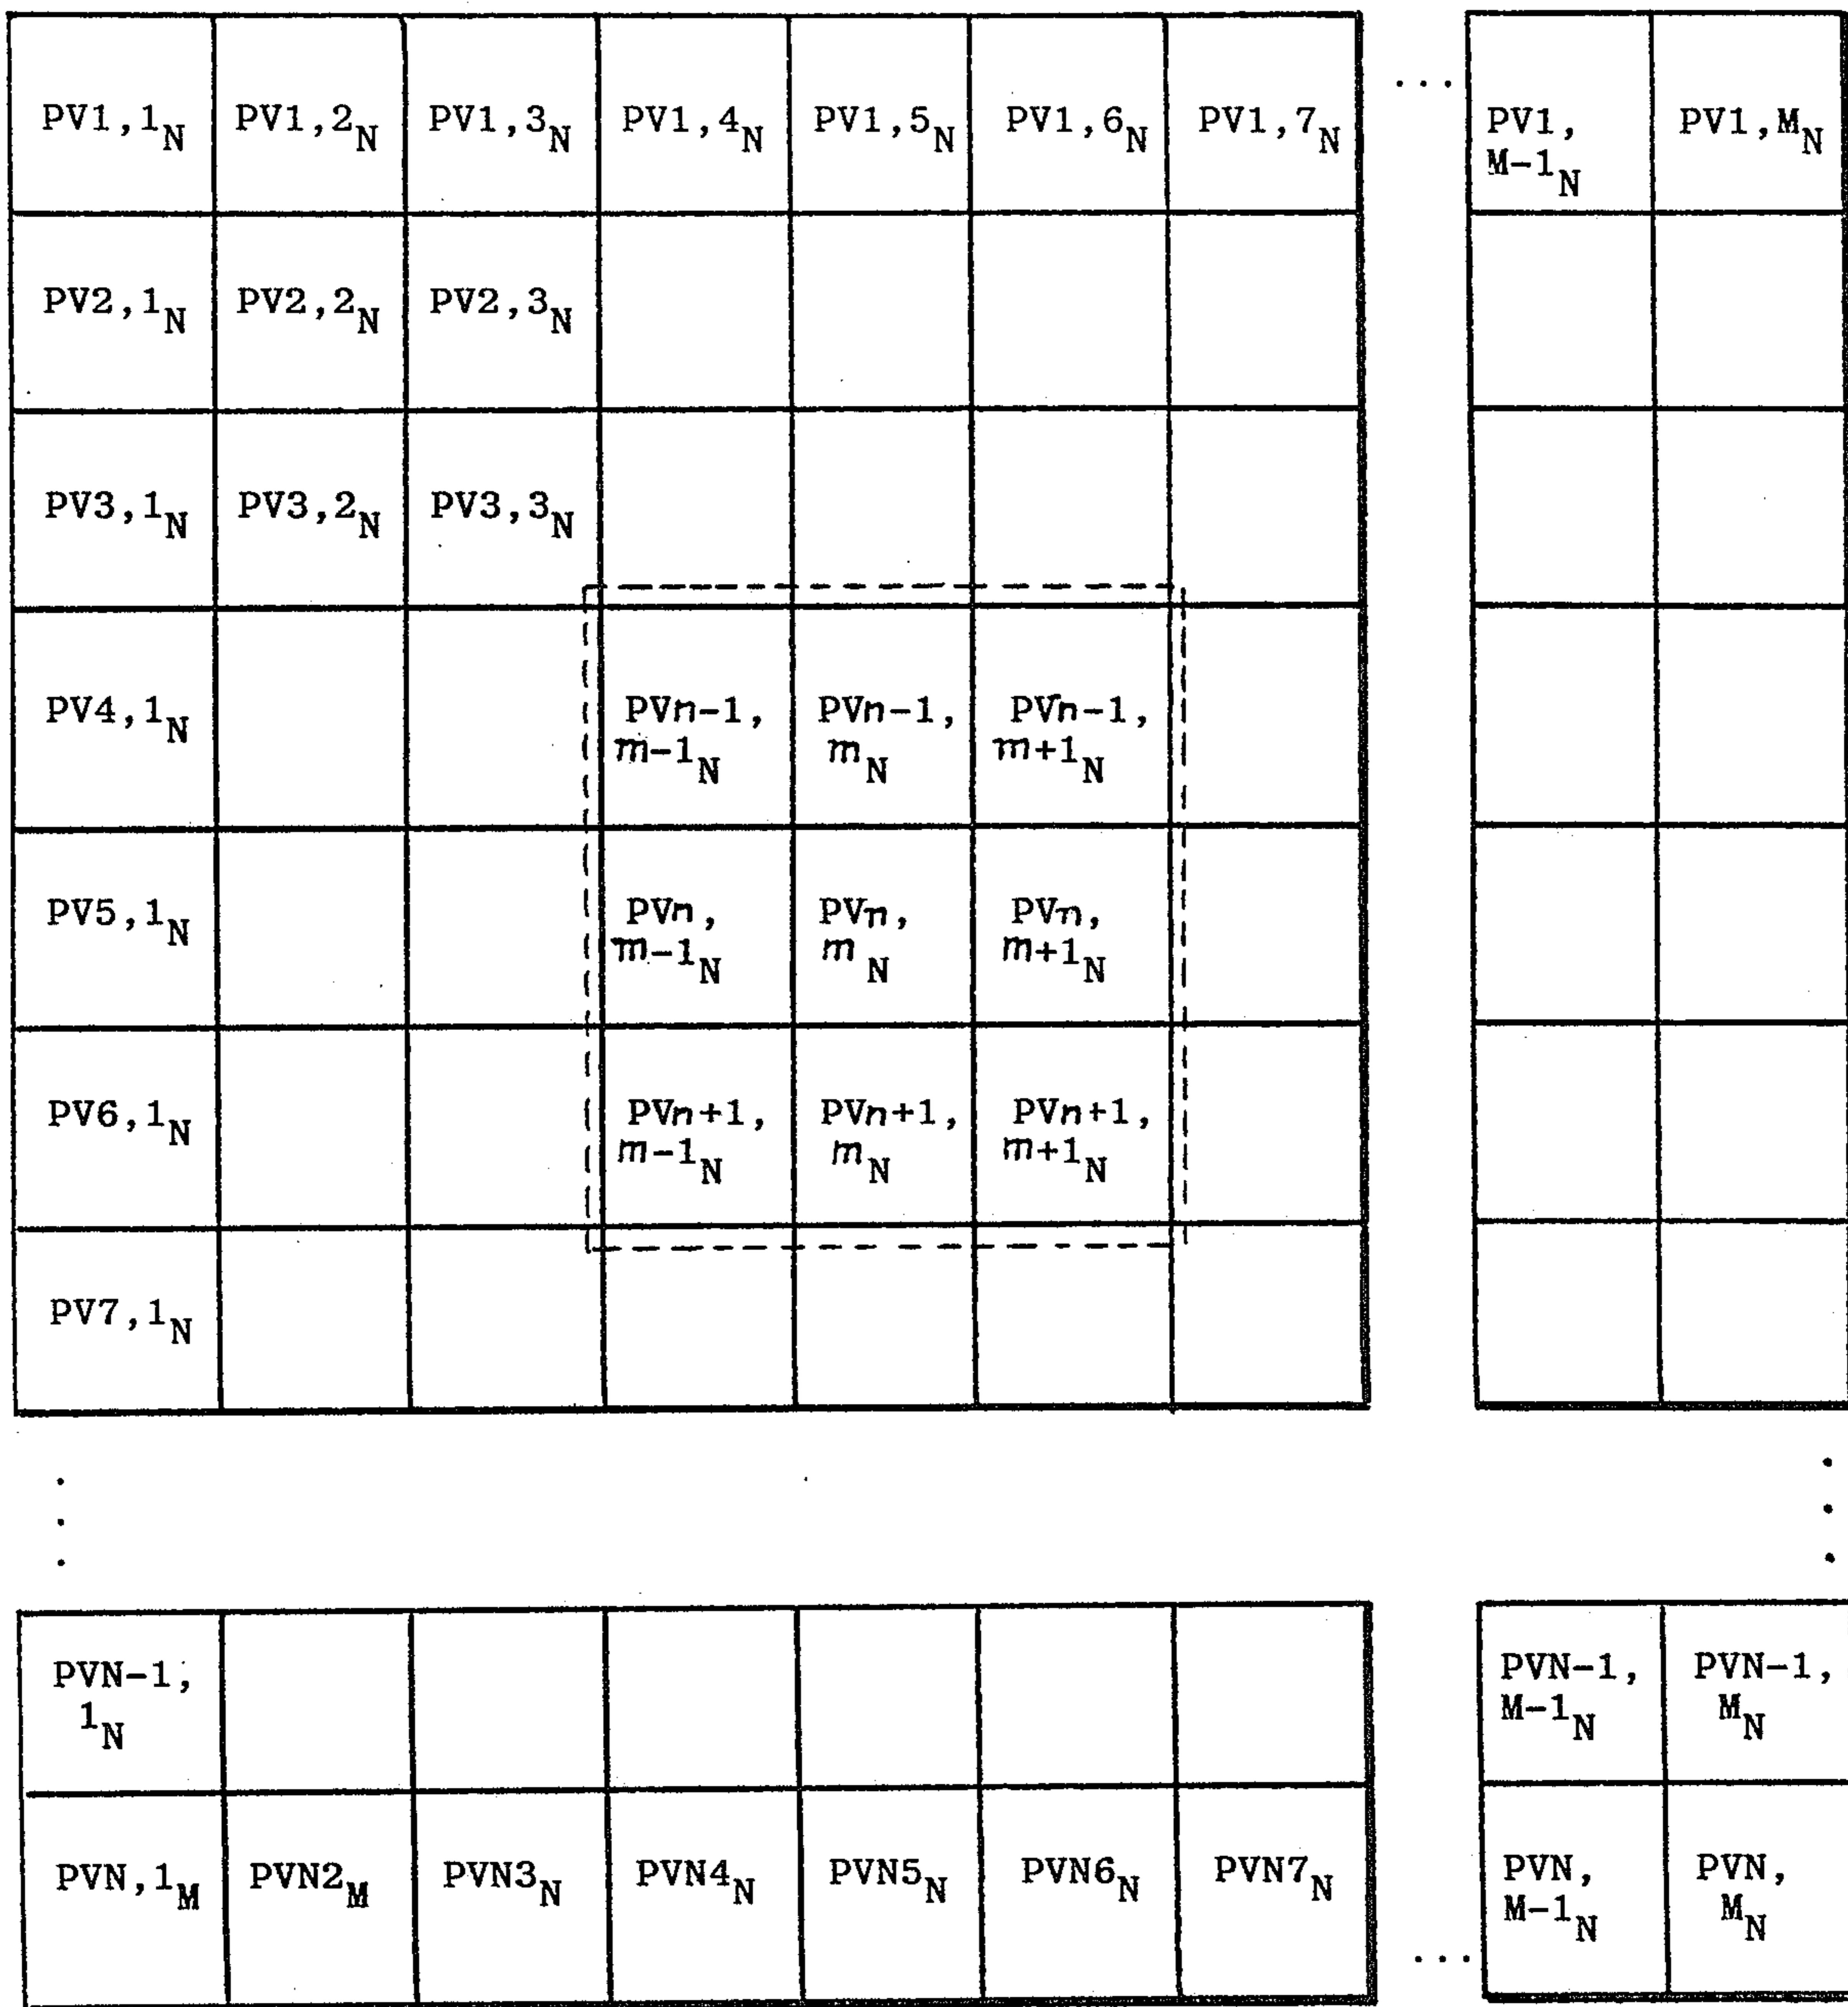 PV1,1N PV1,2N PV1,3N PV1,4N PV1,5N PV1,6N PV1,7N ... PV1, PV1,MN
M-1N
PV2,1N PV2,2N PV2,3N
PV3,1N PV3,2N PV3,3N
PV4,1N PVn-1, PVn-1, PVn-1,
m-1N mN m+1N
PV5,1N PVn, PVn, PVn,
m-1N mN m+1N
PV6,1N PVn+1, PVn+1, PVn+1,
m-1N mN m+1N
PV7,1N
PVN-1, PVN-1, PVN-1,
1N M-1N MN
PVN,1M PVN2M PVN3N PVN4N PVN5N PVN6N PVN7N ... PVN, PVN,
M-1N MN